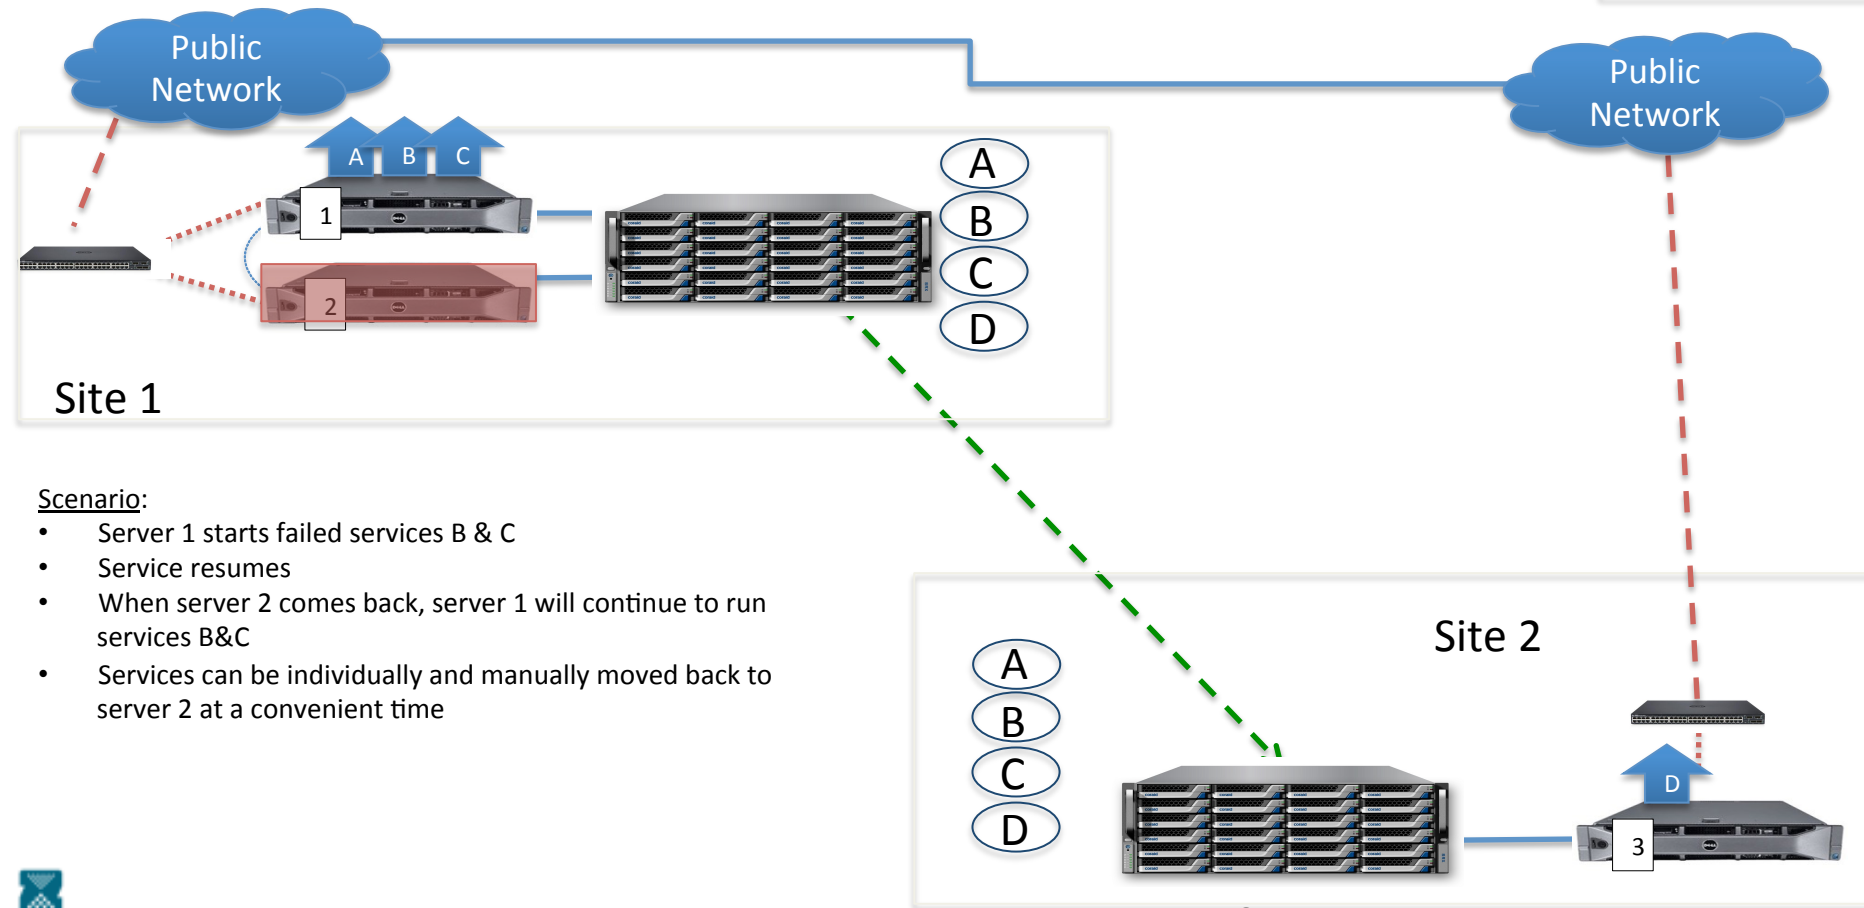 Public
Network
Public
Network
A B C
A
B
C
D
1
2
Site 1
Scenario:
• Server 1 starts failed services B & C
• Service resumes
• When server 2 comes back, server 1 will continue to run
services B&C
• Services can be individually and manually moved back to
server 2 at a convenient time
Site 2
A
B
C
D
D
3